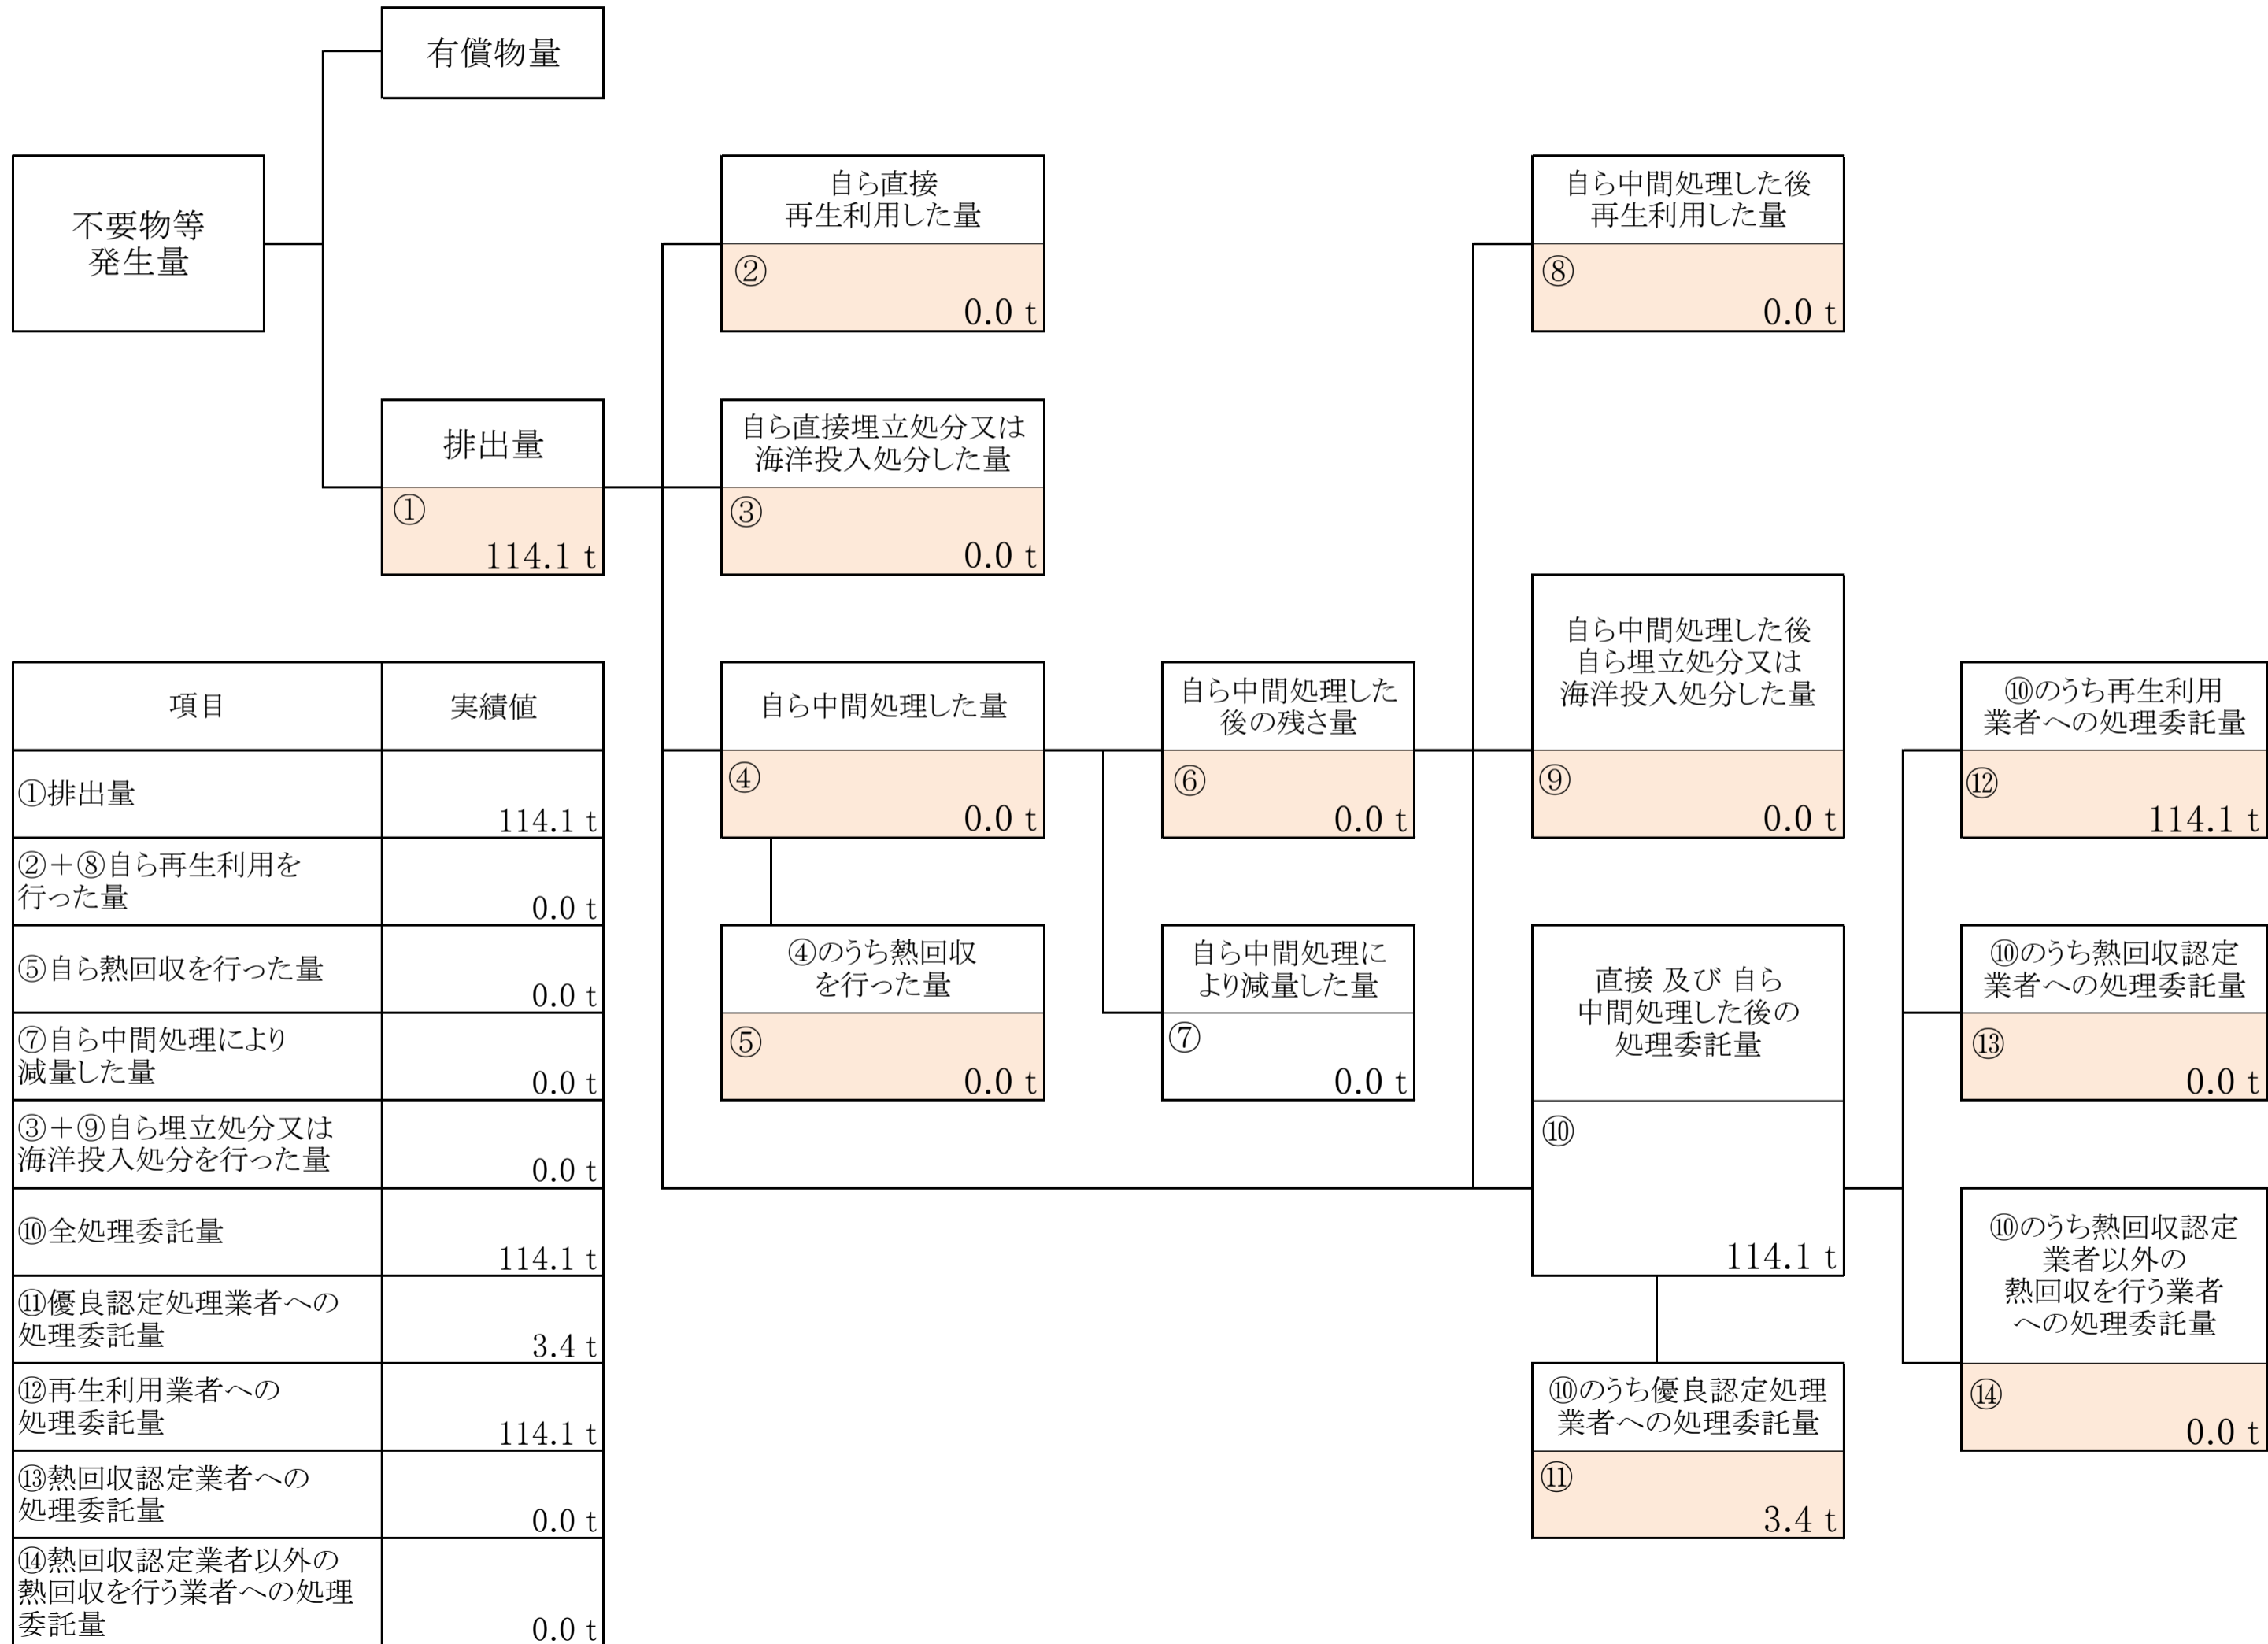 有償物量
不要物等
発生量
自ら直接
再生利用した量
②
0.0 t
自ら中間処理した後
再生利用した量
⑧
0.0 t
排出量
①
114.1 t
自ら直接埋立処分又は
海洋投入処分した量
③
0.0 t
自ら中間処理した量
④
0.0 t
自ら中間処理した
後の残さ量
⑥
0.0 t
自ら中間処理した後
自ら埋立処分又は
海洋投入処分した量
⑨
0.0 t
⑩のうち再生利用
業者への処理委託量
⑫
114.1 t
④のうち熱回収
を行った量
⑤
0.0 t
自ら中間処理に
より減量した量
⑦
0.0 t
直接 及び 自ら
中間処理した後の
処理委託量
⑩
114.1 t
⑩のうち熱回収認定
業者への処理委託量
⑬
0.0 t
⑩のうち熱回収認定
業者以外の
熱回収を行う業者
への処理委託量
⑭
0.0 t
⑩のうち優良認定処理
業者への処理委託量
⑪
3.4 t
項目
実績値
①排出量
114.1 t
②＋⑧自ら再生利用を
行った量
0.0 t
⑤自ら熱回収を行った量
0.0 t
⑦自ら中間処理により
減量した量
0.0 t
③＋⑨自ら埋立処分又は
海洋投入処分を行った量
0.0 t
⑩全処理委託量
114.1 t
⑪優良認定処理業者への
処理委託量
3.4 t
⑫再生利用業者への
処理委託量
114.1 t
⑬熱回収認定業者への
処理委託量
0.0 t
⑭熱回収認定業者以外の
熱回収を行う業者への処理
委託量
0.0 t